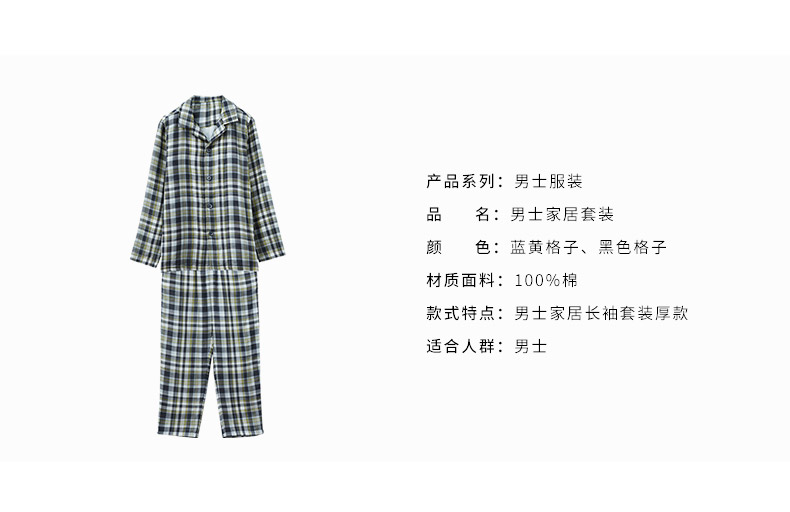 产品系列：男士服装
品　　名：男士家居套装
颜　　色：蓝黄格子、黑色格子
材质面料：100%棉
款式特点：男士家居长袖套装厚款
适合人群：男士